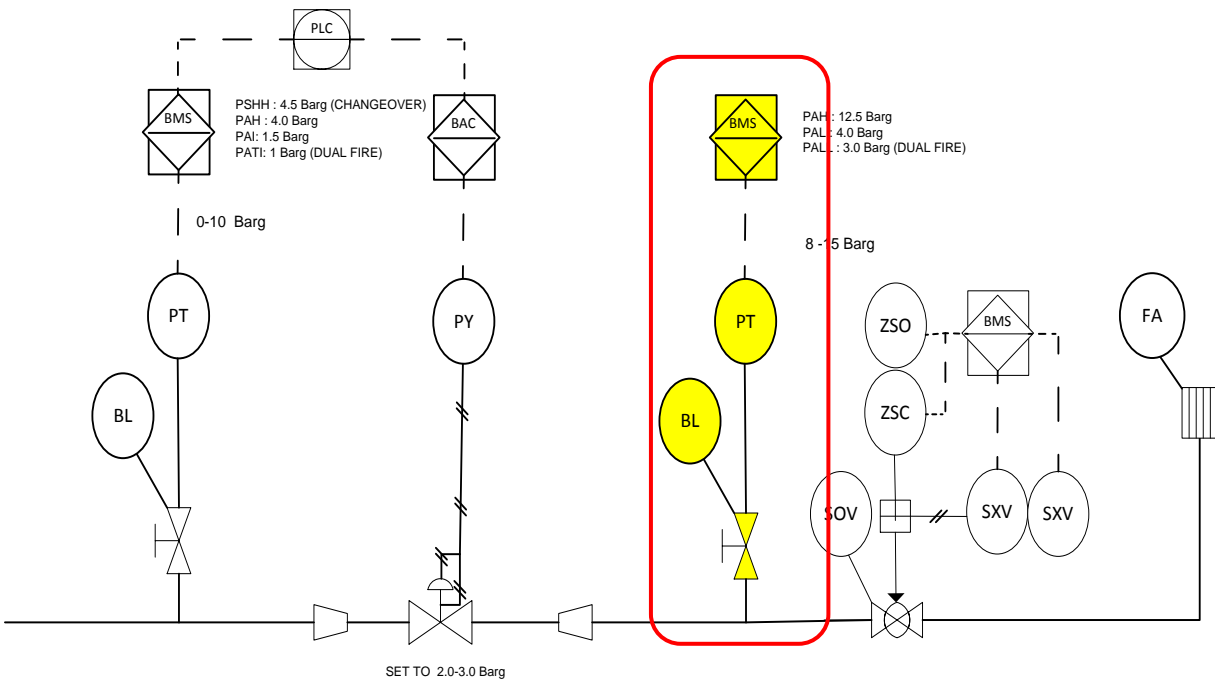 PLC
BMS
PSHH : 4.5 Barg (CHANGEOVER)
PAH : 4.0 Barg
PAI: 1.5 Barg
PATI: 1 Barg (DUAL FIRE)
BAC
BMS
PAH : 12.5 Barg
PAL : 4.0 Barg
PALL : 3.0 Barg (DUAL FIRE)
0-10 Barg
8 -15 Barg
PT
PY
PT
ZSO
BMS
FA
BL
BL
ZSC
SOV
SXV
SXV
SET TO 2.0-3.0 Barg